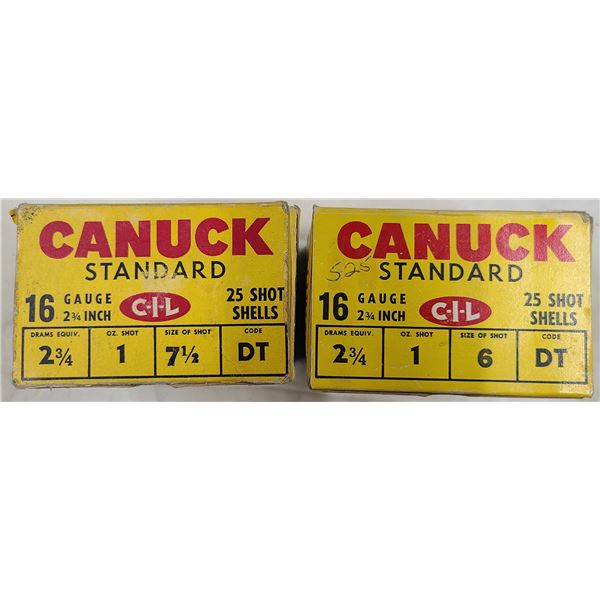 CANUCK
STANDARD
16 GAUGE 2¾ INCH C-I-L 25 SHOT SHELLS
DRAMS EQUIV. OZ. SHOT SIZE OF SHOT CODE
2¾ 1 7½ DT
CANUCK
525
STANDARD
16 GAUGE 2¾ INCH C-I-L 25 SHOT SHELLS
DRAMS EQUIV. OZ. SHOT SIZE OF SHOT CODE
2¾ 1 6 DT